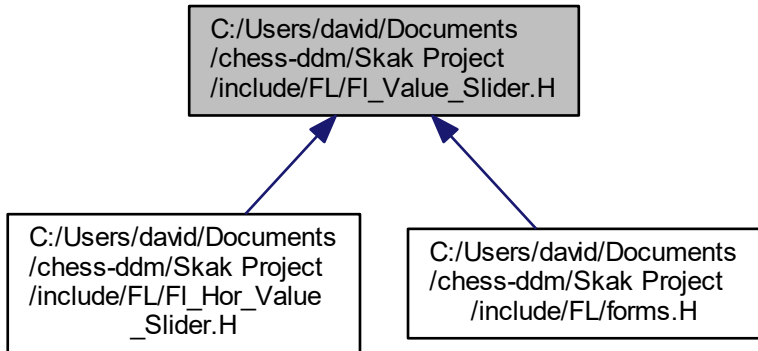 C:/Users/david/Documents
/chess-ddm/Skak Project
/include/FL/Fl_Value_Slider.H
C:/Users/david/Documents
/chess-ddm/Skak Project
/include/FL/Fl_Hor_Value
_Slider.H
C:/Users/david/Documents
/chess-ddm/Skak Project
/include/FL/forms.H